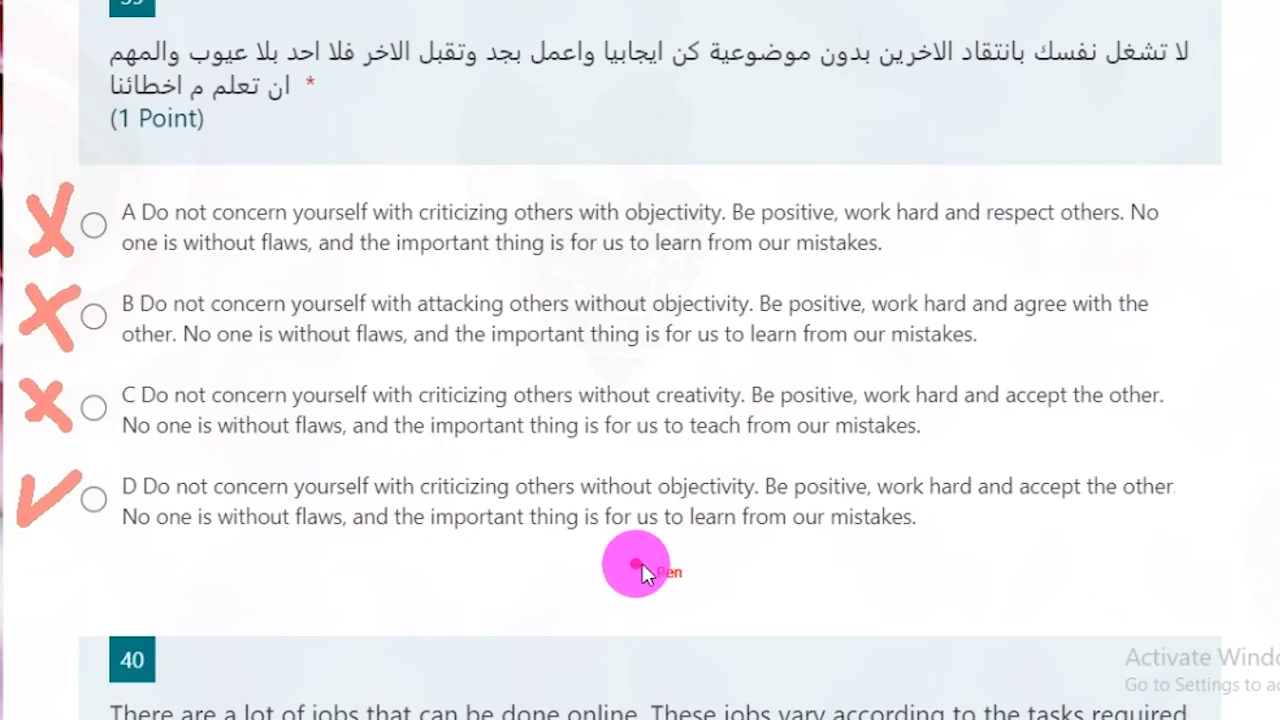 لا تشغل نفسك بانتقاد الاخرين بدون موضوعية كن ايجابيا واعمل بجد وتقبل الاخر فلا احد بلا عيوب والمهم
ان تعلم م اخطائنا *
(1 Point)
A Do not concern yourself with criticizing others with objectivity. Be positive, work hard and respect others. No
one is without flaws, and the important thing is for us to learn from our mistakes.
B Do not concern yourself with attacking others without objectivity. Be positive, work hard and agree with the
other. No one is without flaws, and the important thing is for us to learn from our mistakes.
C Do not concern yourself with criticizing others without creativity. Be positive, work hard and accept the other.
No one is without flaws, and the important thing is for us to teach from our mistakes.
D Do not concern yourself with criticizing others without objectivity. Be positive, work hard and accept the other.
No one is without flaws, and the important thing is for us to learn from our mistakes.
Pen
40
Activate Windo
Go to Settings to ac
There are a lot of jobs that can be done online. These jobs vary according to the tasks required